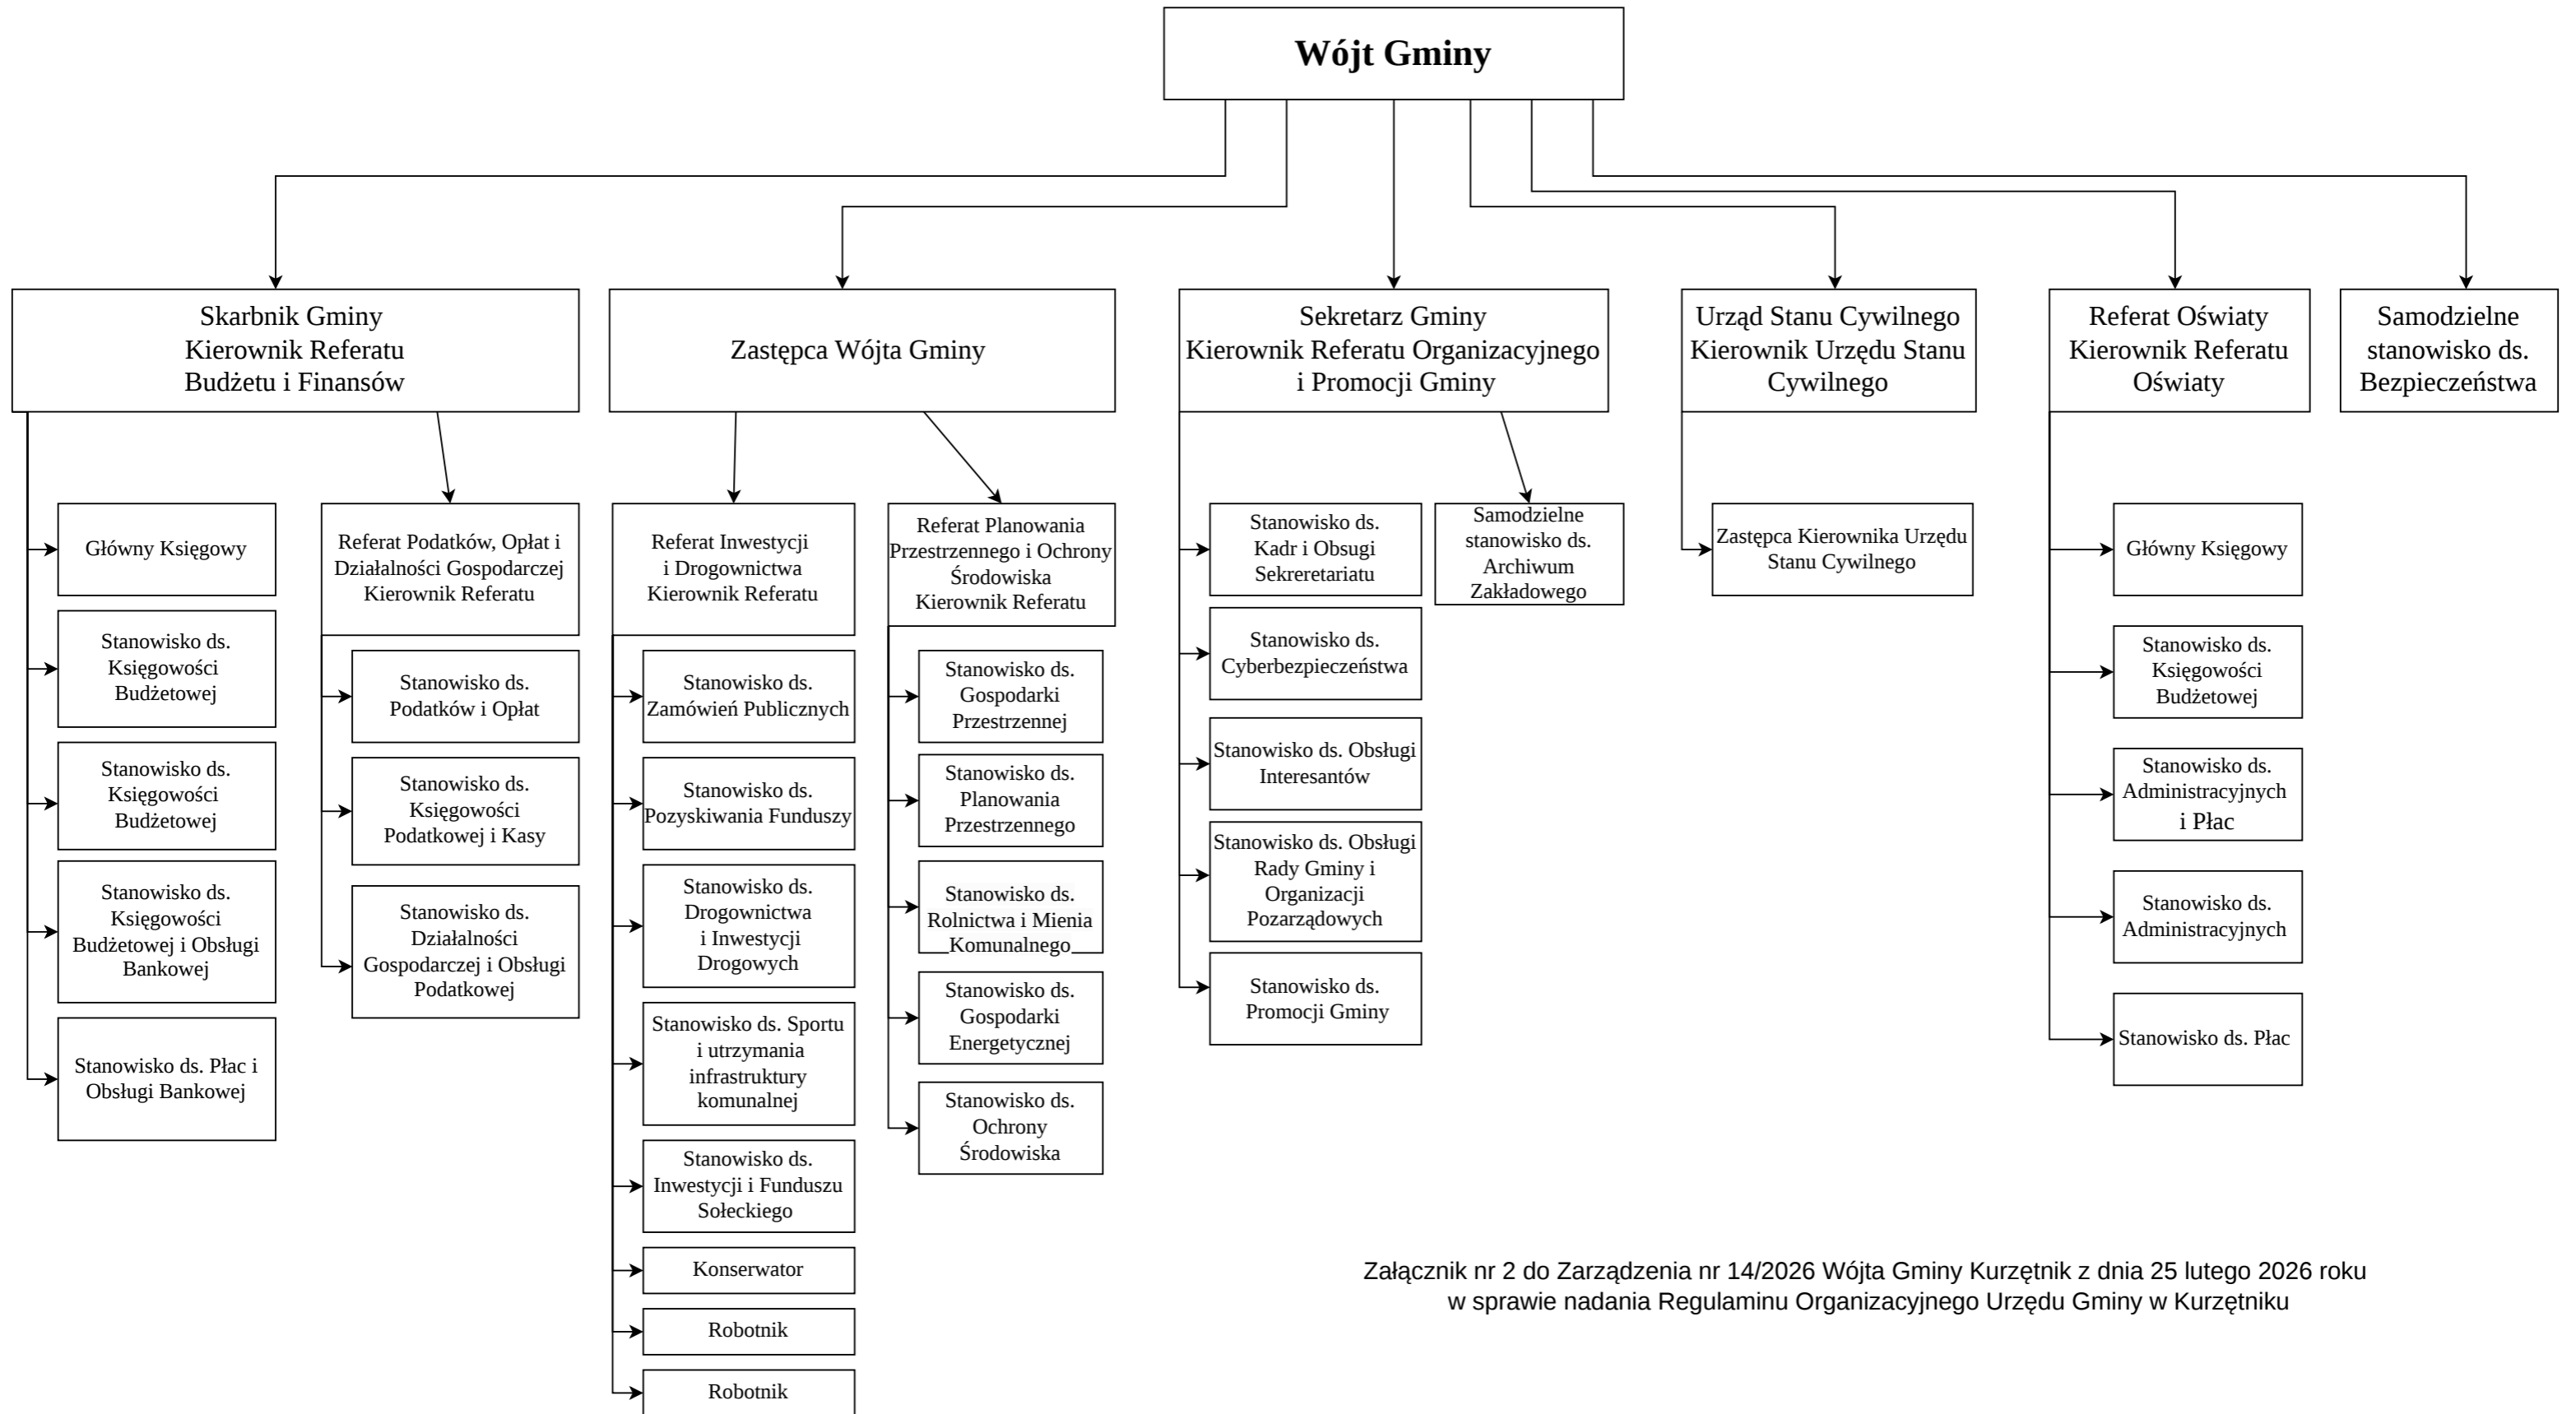 Wójt Gminy
Skarbnik Gminy
Kierownik Referatu
Budżetu i Finansów
Zastępca Wójta Gminy
Sekretarz Gminy
Kierownik Referatu Organizacyjnego
i Promocji Gminy
Urząd Stanu Cywilnego
Kierownik Urzędu Stanu
Cywilnego
Referat Oświaty
Kierownik Referatu
Oświaty
Samodzielne
stanowisko ds.
Bezpieczeństwa
Główny Księgowy
Stanowisko ds.
Księgowości
Budżetowej
Stanowisko ds.
Księgowości
Budżetowej
Stanowisko ds.
Księgowości
Budżetowej i Obsługi
Bankowej
Stanowisko ds. Płac i
Obsługi Bankowej
Referat Podatków, Opłat i
Działalności Gospodarczej
Kierownik Referatu
Stanowisko ds.
Podatków i Opłat
Stanowisko ds.
Księgowości
Podatkowej i Kasy
Stanowisko ds.
Działalności
Gospodarczej i Obsługi
Podatkowej
Referat Inwestycji
i Drogownictwa
Kierownik Referatu
Stanowisko ds.
Zamówień Publicznych
Stanowisko ds.
Pozyskiwania Funduszy
Stanowisko ds.
Drogownictwa
i Inwestycji
Drogowych
Stanowisko ds. Sportu
i utrzymania
infrastruktury
komunalnej
Stanowisko ds.
Inwestycji i Funduszu
Sołeckiego
Konserwator
Robotnik
Robotnik
Referat Planowania
Przestrzennego i Ochrony
Środowiska
Kierownik Referatu
Stanowisko ds.
Gospodarki
Przestrzennej
Stanowisko ds.
Planowania
Przestrzennego
Stanowisko ds.
Rolnictwa i Mienia
Komunalnego
Stanowisko ds.
Gospodarki
Energetycznej
Stanowisko ds.
Ochrony
Środowiska
Stanowisko ds.
Kadr i Obsugi
Sekreretariatu
Stanowisko ds.
Cyberbezpieczeństwa
Stanowisko ds. Obsługi
Interesantów
Stanowisko ds. Obsługi
Rady Gminy i
Organizacji
Pozarządowych
Stanowisko ds.
Promocji Gminy
Samodzielne
stanowisko ds.
Archiwum
Zakładowego
Zastępca Kierownika Urzędu
Stanu Cywilnego
Główny Księgowy
Stanowisko ds.
Księgowości
Budżetowej
Stanowisko ds.
Administracyjnych
i Płac
Stanowisko ds.
Administracyjnych
Stanowisko ds. Płac
Załącznik nr 2 do Zarządzenia nr 14/2026 Wójta Gminy Kurzętnik z dnia 25 lutego 2026 roku
w sprawie nadania Regulaminu Organizacyjnego Urzędu Gminy w Kurzętniku